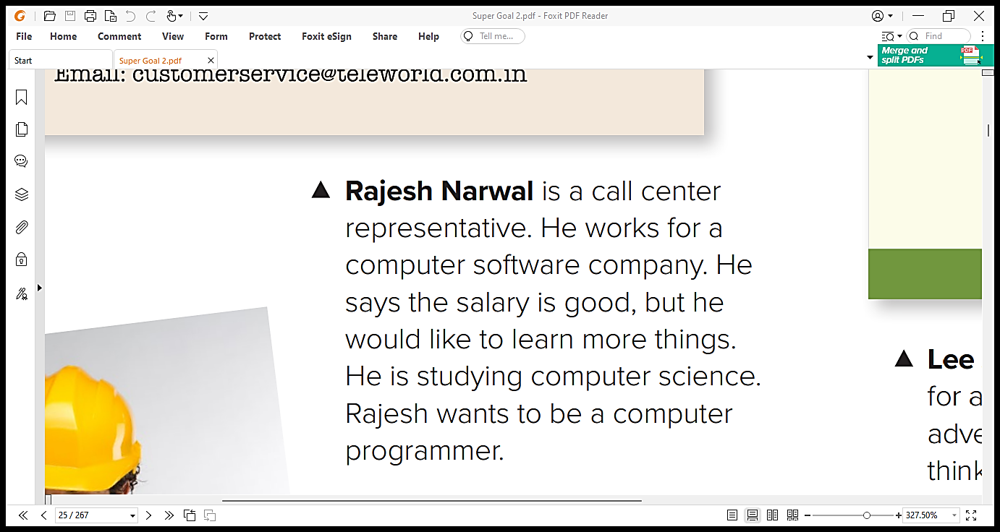 Super Goal 2.pdf - Foxit PDF Reader
File Home Comment View Form Protect Foxit eSign Share Help Tell me... Find
Start Super Goal 2.pdf Merge and split PDFs PDF
Email: customerservice@teleworld.com.in
▲ Rajesh Narwal is a call center
representative. He works for a
computer software company. He
says the salary is good, but he
would like to learn more things.
He is studying computer science.
Rajesh wants to be a computer
programmer.
▲ Lee
for a
adve
think
25 / 267 327.50%